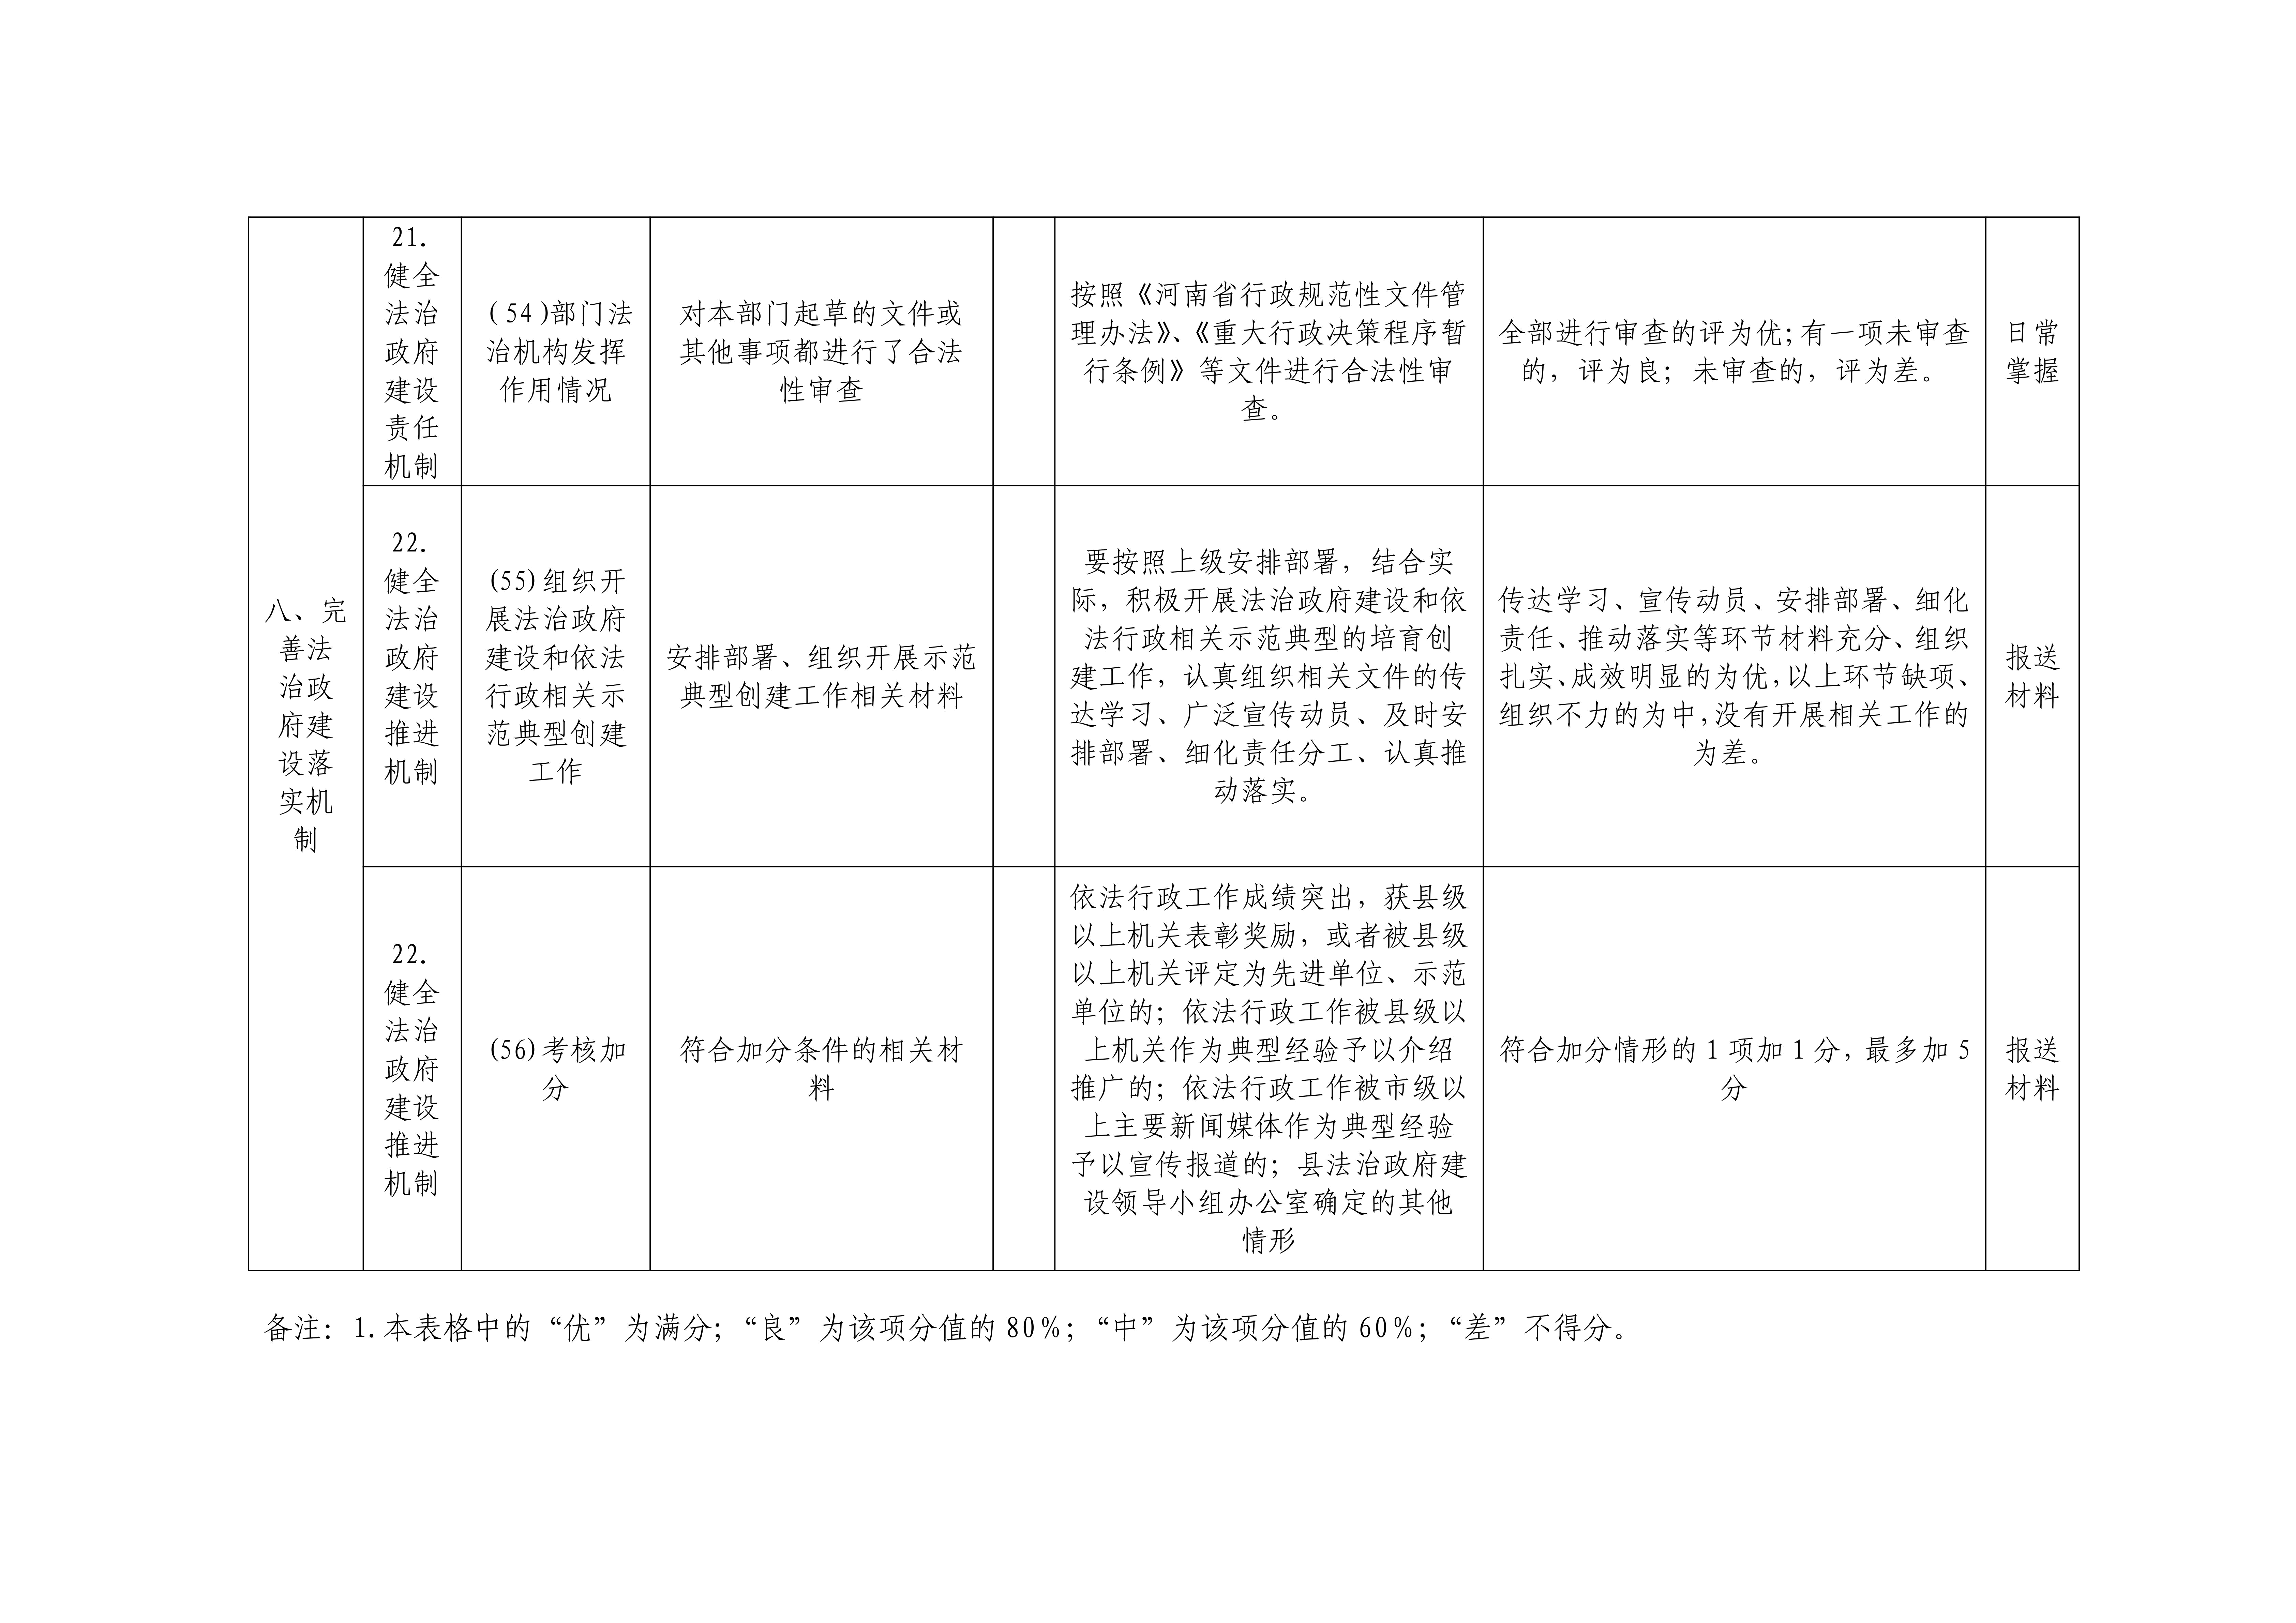 八、完
善法
治政
府建
设落
实机
制
21.
健全
法治
政府
建设
责任
机制
(54)部门法
治机构发挥
作用情况
对本部门起草的文件或
其他事项都进行了合法
性审查
按照《河南省行政规范性文件管
理办法》、《重大行政决策程序暂
行条例》等文件进行合法性审
查。
全部进行审查的评为优;有一项未审查
的，评为良；未审查的，评为差。
日常
掌握
22.
健全
法治
政府
建设
推进
机制
(55)组织开
展法治政府
建设和依法
行政相关示
范典型创建
工作
安排部署、组织开展示范
典型创建工作相关材料
要按照上级安排部署，结合实
际，积极开展法治政府建设和依
法行政相关示范典型的培育创
建工作，认真组织相关文件的传
达学习、广泛宣传动员、及时安
排部署、细化责任分工、认真推
动落实。
传达学习、宣传动员、安排部署、细化
责任、推动落实等环节材料充分、组织
扎实、成效明显的为优,以上环节缺项、
组织不力的为中,没有开展相关工作的
为差。
报送
材料
22.
健全
法治
政府
建设
推进
机制
(56)考核加
分
符合加分条件的相关材
料
依法行政工作成绩突出，获县级
以上机关表彰奖励，或者被县级
以上机关评定为先进单位、示范
单位的；依法行政工作被县级以
上机关作为典型经验予以介绍
推广的；依法行政工作被市级以
上主要新闻媒体作为典型经验
予以宣传报道的；县法治政府建
设领导小组办公室确定的其他
情形
符合加分情形的1项加1分,最多加5
分
报送
材料
备注：1.本表格中的“优”为满分；“良”为该项分值的80%；“中”为该项分值的60%；“差”不得分。